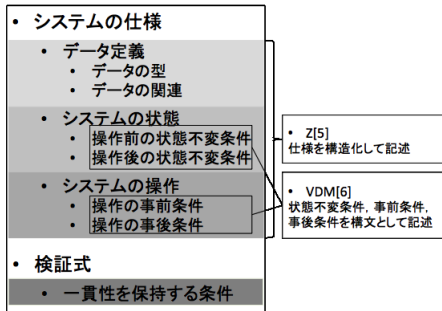 • システムの仕様
• データ定義
• データの型
• データの関連
• システムの状態
操作前の状態不変条件
操作後の状態不変条件
• システムの操作
• 操作の事前条件
• 操作の事後条件
• 検証式
• 一貫性を保持する条件
• Z[5]
仕様を構造化して記述
• VDM[6]
状態不変条件, 事前条件,
事後条件を構文として記述